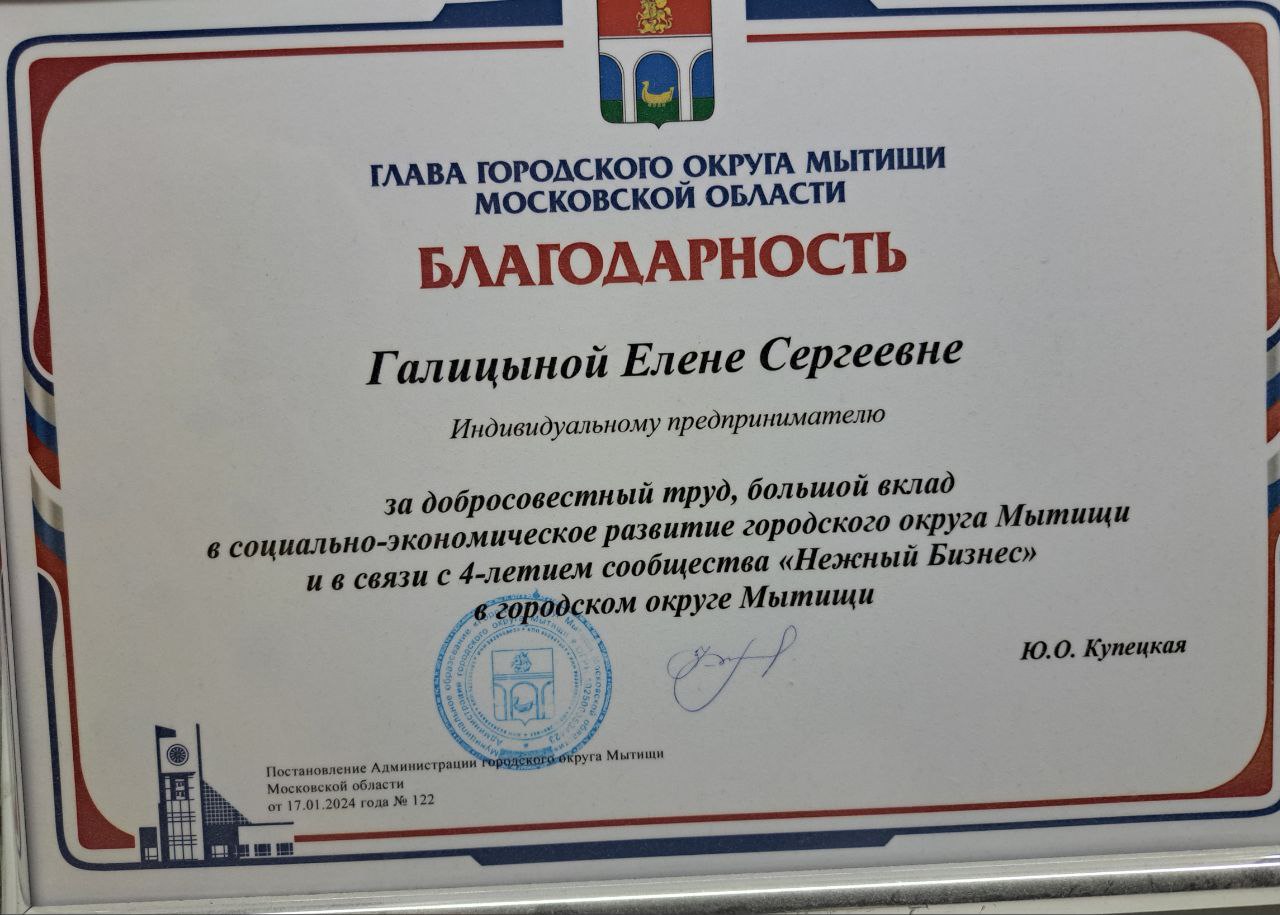 ГЛАВА ГОРОДСКОГО ОКРУГА МЫТИЩИ
МОСКОВСКОЙ ОБЛАСТИ
БЛАГОДАРНОСТЬ
Галицыной Елене Сергеевне
Индивидуальному предпринимателю
за добросовестный труд, большой вклад
в социально-экономическое развитие городского округа Мытищи
и в связи с 4-летием сообщества «Нежный Бизнес»
в городском округе Мытищи
Ю.О. Купецкая
Постановление Администрации городского округа Мытищи
Московской области
от 17.01.2024 года № 122